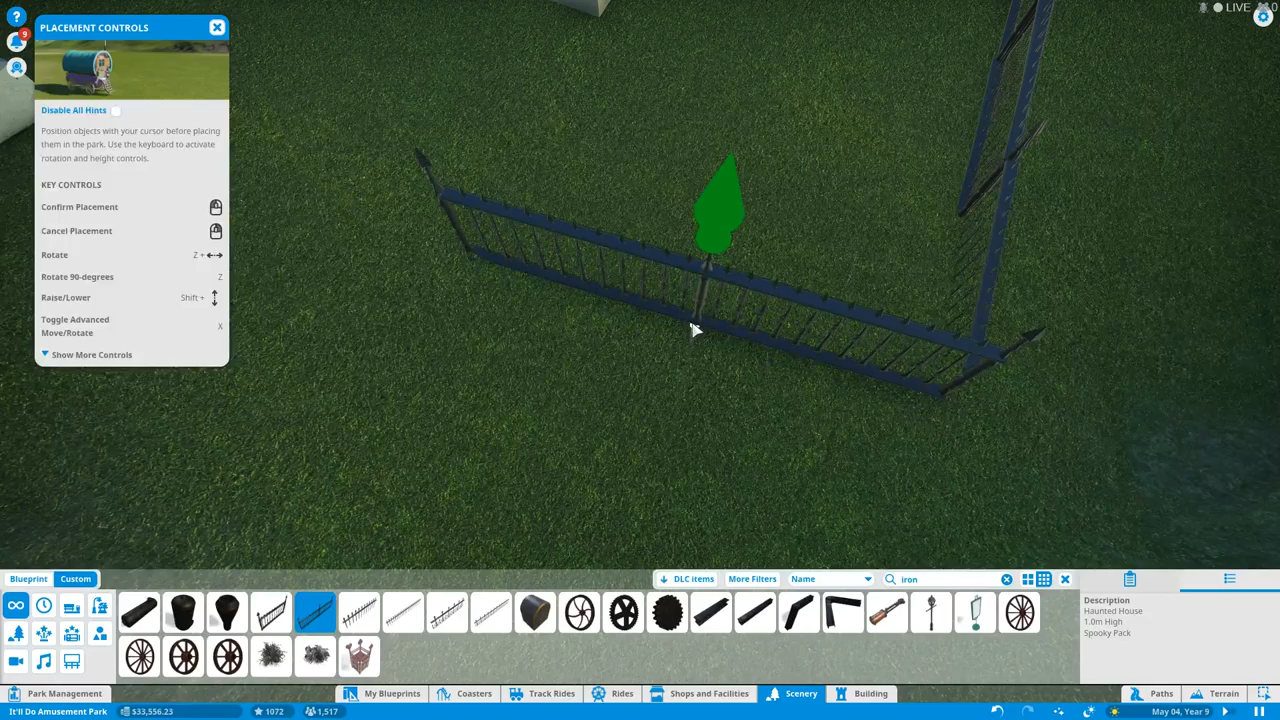 LIVE 0
?
PLACEMENT CONTROLS
9
Disable All Hints
Position objects with your cursor before placing
them in the park. Use the keyboard to activate
rotation and height controls.
KEY CONTROLS
Confirm Placement
Cancel Placement
Rotate Z +
Rotate 90-degrees Z
Raise/Lower Shift +
Toggle Advanced
Move/Rotate X
Show More Controls
Blueprint Custom DLC items More Filters Name iron
Description
Haunted House
1.0m High
Spooky Pack
Park Management My Blueprints Coasters Track Rides Rides Shops and Facilities Scenery Building Paths Terrain
It'll Do Amusement Park $33,556.23 1072 1,517 May 04, Year 9